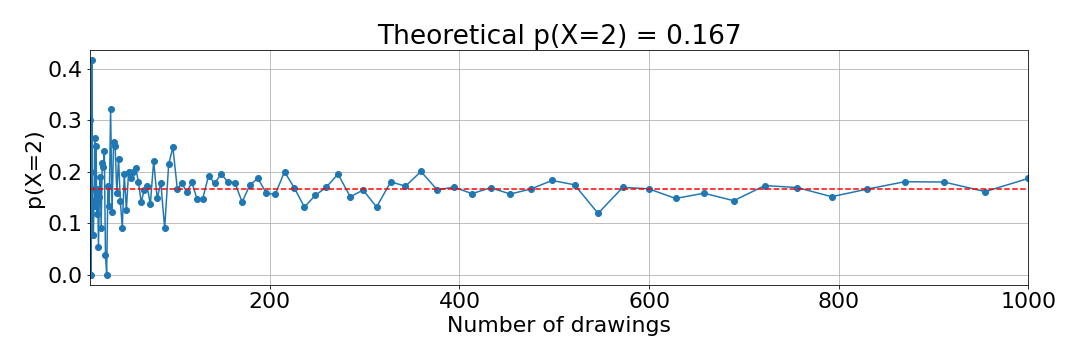 Theoretical p(X=2) = 0.167
p(X=2)
0.4
0.3
0.2
0.1
0.0
200 400 600 800 1000
Number of drawings